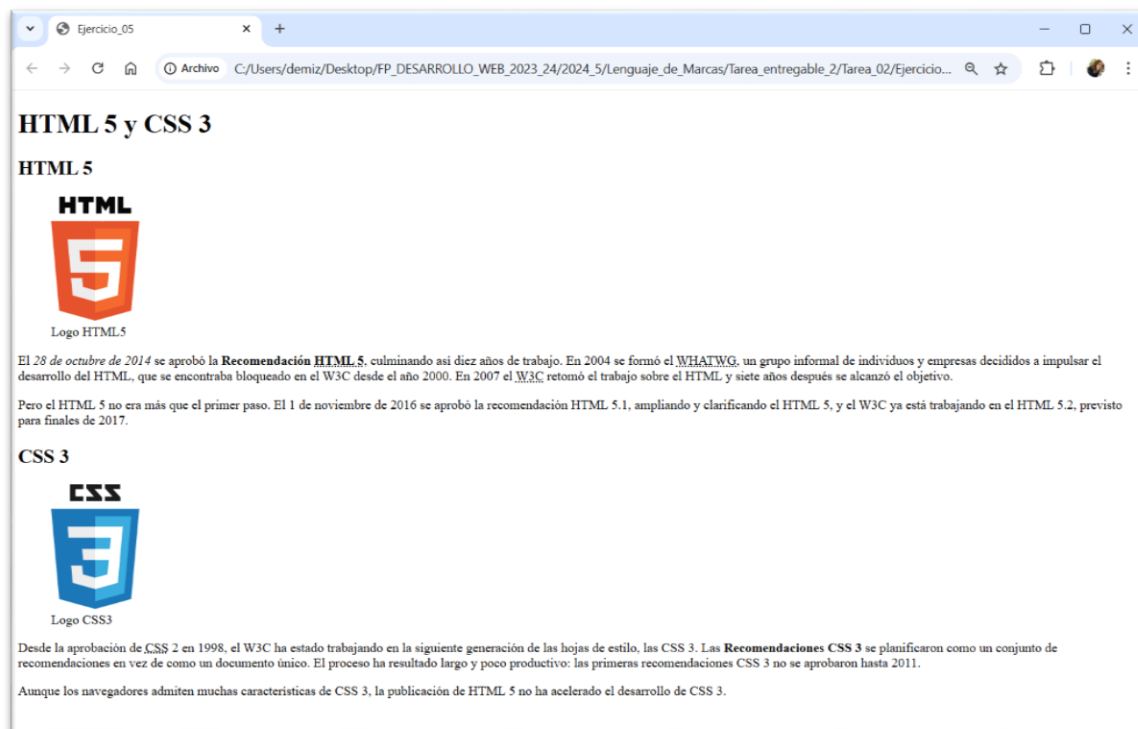 Ejercicio_05
Archivo C:/Users/demiz/Desktop/FP_DESARROLLO_WEB_2023_24/2024_5/Lenguaje_de_Marcas/Tarea_entregable_2/Tarea_02/Ejercicio...
HTML 5 y CSS 3
HTML 5
HTML
5
Logo HTML5
El 28 de octubre de 2014 se aprobó la Recomendación HTML 5, culminando así diez años de trabajo. En 2004 se formó el WHATWG, un grupo informal de individuos y empresas decididos a impulsar el
desarrollo del HTML, que se encontraba bloqueado en el W3C desde el año 2000. En 2007 el W3C retomó el trabajo sobre el HTML y siete años después se alcanzó el objetivo.
Pero el HTML 5 no era más que el primer paso. El 1 de noviembre de 2016 se aprobó la recomendación HTML 5.1, ampliando y clarificando el HTML 5, y el W3C ya está trabajando en el HTML 5.2, previsto
para finales de 2017.
CSS 3
CSS
3
Logo CSS3
Desde la aprobación de CSS 2 en 1998, el W3C ha estado trabajando en la siguiente generación de las hojas de estilo, las CSS 3. Las Recomendaciones CSS 3 se planificaron como un conjunto de
recomendaciones en vez de como un documento único. El proceso ha resultado largo y poco productivo: las primeras recomendaciones CSS 3 no se aprobaron hasta 2011.
Aunque los navegadores admiten muchas características de CSS 3, la publicación de HTML 5 no ha acelerado el desarrollo de CSS 3.